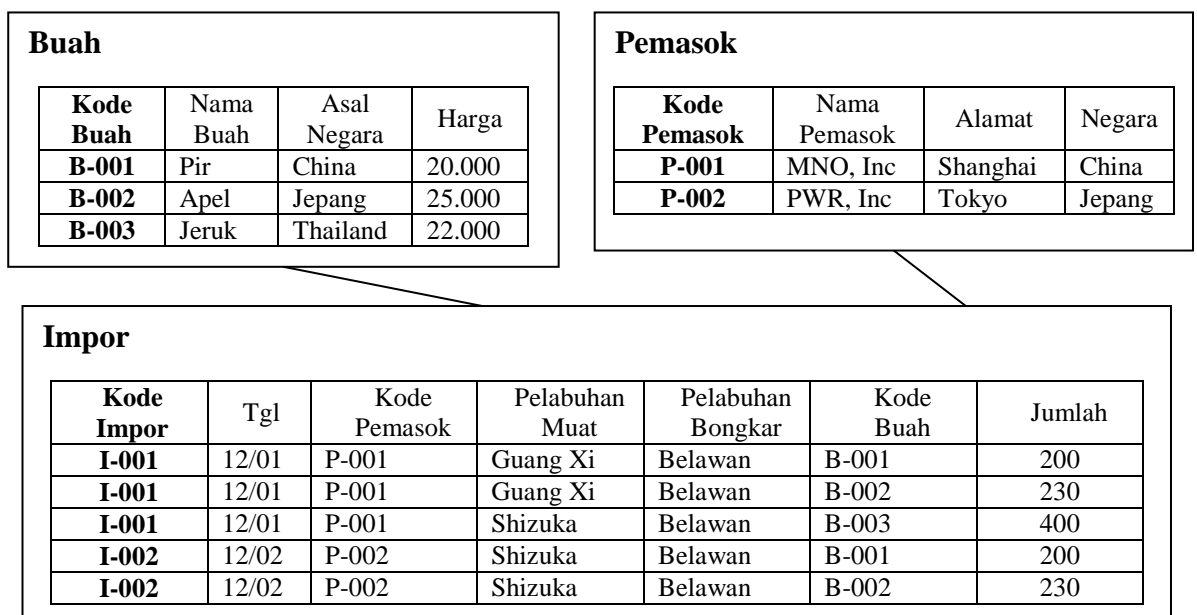 Buah
Kode Buah Nama Buah Asal Negara Harga
B-001 Pir China 20.000
B-002 Apel Jepang 25.000
B-003 Jeruk Thailand 22.000
Pemasok
Kode Pemasok Nama Pemasok Alamat Negara
P-001 MNO, Inc Shanghai China
P-002 PWR, Inc Tokyo Jepang
Impor
Kode Impor Tgl Kode Pemasok Pelabuhan Muat Pelabuhan Bongkar Kode Buah Jumlah
I-001 12/01 P-001 Guang Xi Belawan B-001 200
I-001 12/01 P-001 Guang Xi Belawan B-002 230
I-001 12/01 P-001 Shizuka Belawan B-003 400
I-002 12/02 P-002 Shizuka Belawan B-001 200
I-002 12/02 P-002 Shizuka Belawan B-002 230